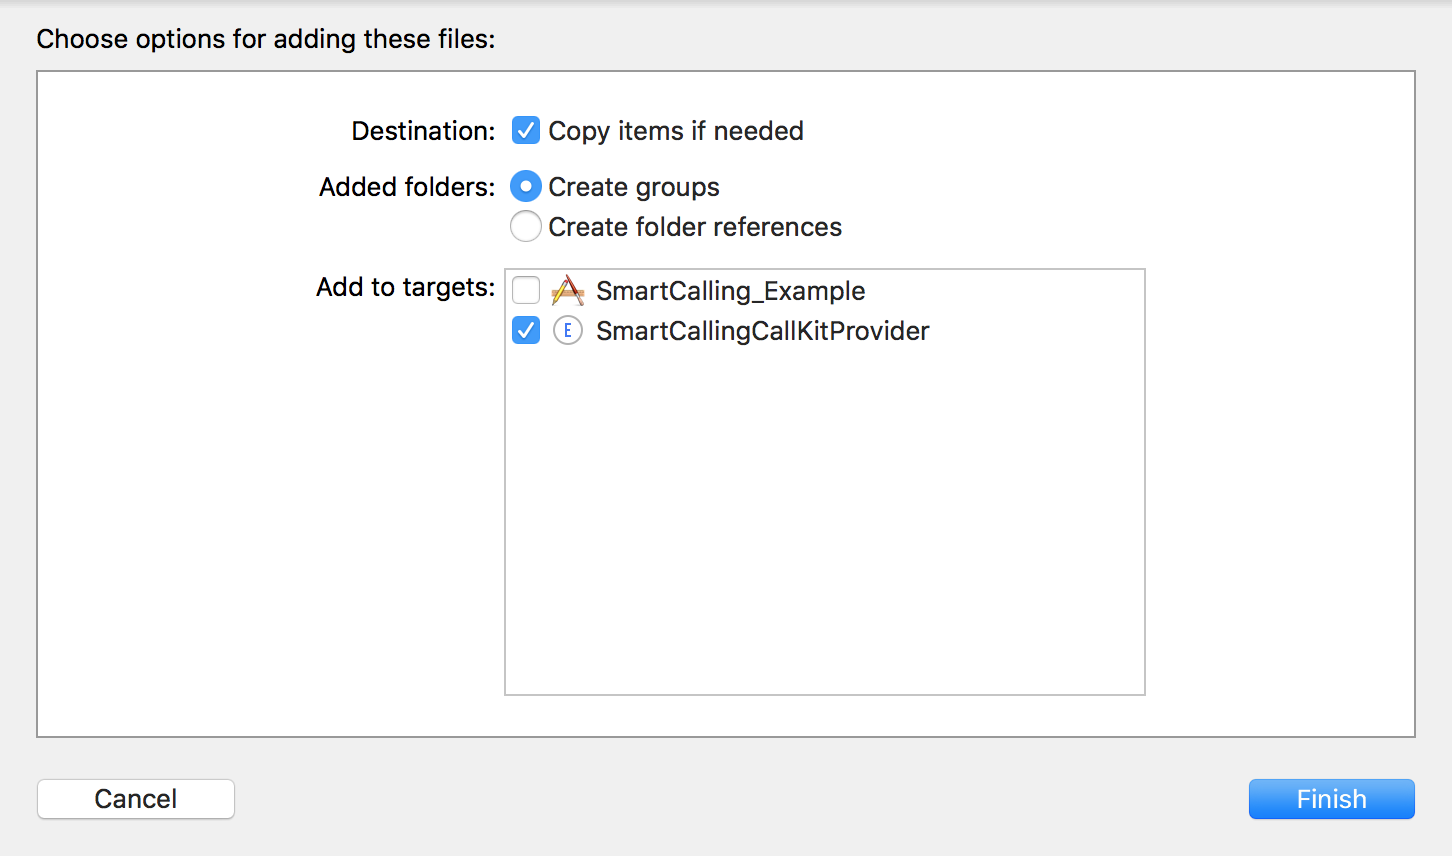 Choose options for adding these files:
Destination: Copy items if needed
Added folders: Create groups
Create folder references
Add to targets: SmartCalling_Example
E SmartCallingCallKitProvider
Cancel Finish